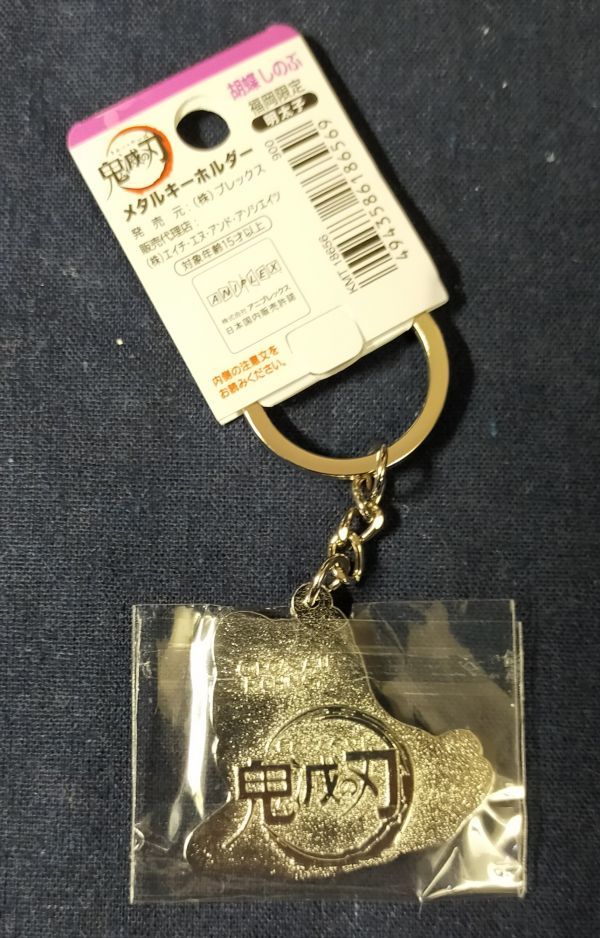 胡蝶 しのぶ
福岡限定
明太子
鬼滅の刃
メタルキーホルダー
発 売 元:(株)プレックス
販売代理店:
(株)エイチ・エヌ・アンド・アソシエイツ
対象年齢15才以上
ANIPLEX
株式会社 アニプレックス
日本国内販売許諾
内側の注意文を
お読みください。
900
4943586186569
KMT18656
鬼滅の刃